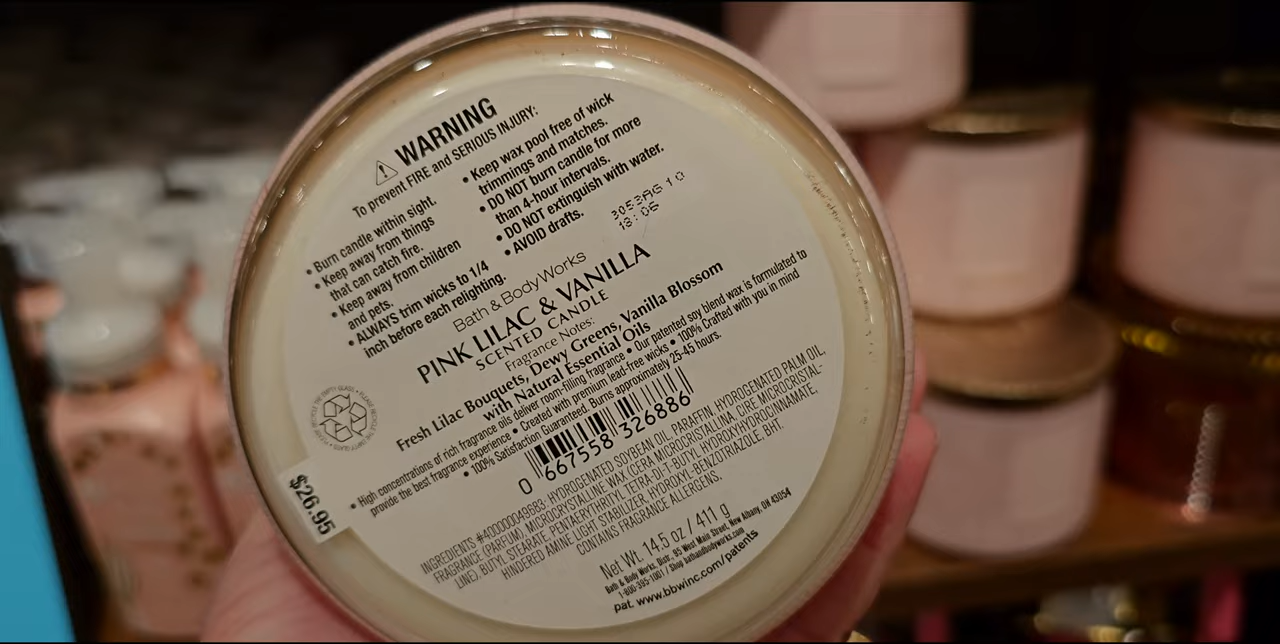 WARNING
To prevent FIRE and SERIOUS INJURY:
• Burn candle within sight.
• Keep away from things
that can catch fire.
• Keep away from children
and pets.
• ALWAYS trim wicks to 1/4
inch before each relighting.
• Keep wax pool free of wick
trimmings and matches.
• DO NOT burn candle for more
than 4-hour intervals.
• DO NOT extinguish with water.
• AVOID drafts.
3053AG 10
18:06
Bath & Body Works
PINK LILAC & VANILLA
SCENTED CANDLE
Fragrance Notes:
Fresh Lilac Bouquets, Dewy Greens, Vanilla Blossom
with Natural Essential Oils
• High concentrations of rich fragrance oils deliver room-filling fragrance • Our patented soy blend wax is formulated to
provide the best fragrance experience • Created with premium lead-free wicks • 100% Crafted with you in mind
• 100% Satisfaction Guaranteed. Burns approximately 25-45 hours.
0 667558 326886
INGREDIENTS #400000049683: HYDROGENATED SOYBEAN OIL, PARAFFIN, HYDROGENATED PALM OIL,
FRAGRANCE (PARFUM), MICROCRYSTALLINE WAX (CERA MICROCRISTALLINA, CIRE MICROCRISTAL-
LINE), BUTYL STEARATE, PENTAERYTHRITYL TETRA-DI-T-BUTYL HYDROXYHYDROCINNAMATE,
HINDERED AMINE LIGHT STABILIZER, HYDROXYL-BENZOTRIAZOLE, BHT.
CONTAINS FRAGRANCE ALLERGENS.
Net Wt. 14.5 oz / 411 g
Bath & Body Works, Distr., 95 West Main Street, New Albany, OH 43054
1-800-395-1001 / Shop bathandbodyworks.com
pat. www.bbwinc.com/patents
$26.95